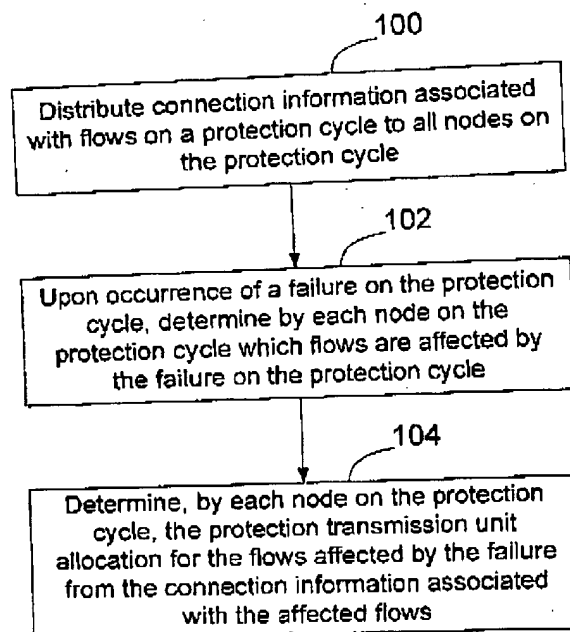 100
Distribute connection information associated
with flows on a protection cycle to all nodes on
the protection cycle
102
Upon occurrence of a failure on the protection
cycle, determine by each node on the
protection cycle which flows are affected by
the failure on the protection cycle
104
Determine, by each node on the protection
cycle, the protection transmission unit
allocation for the flows affected by the failure
from the connection information associated
with the affected flows